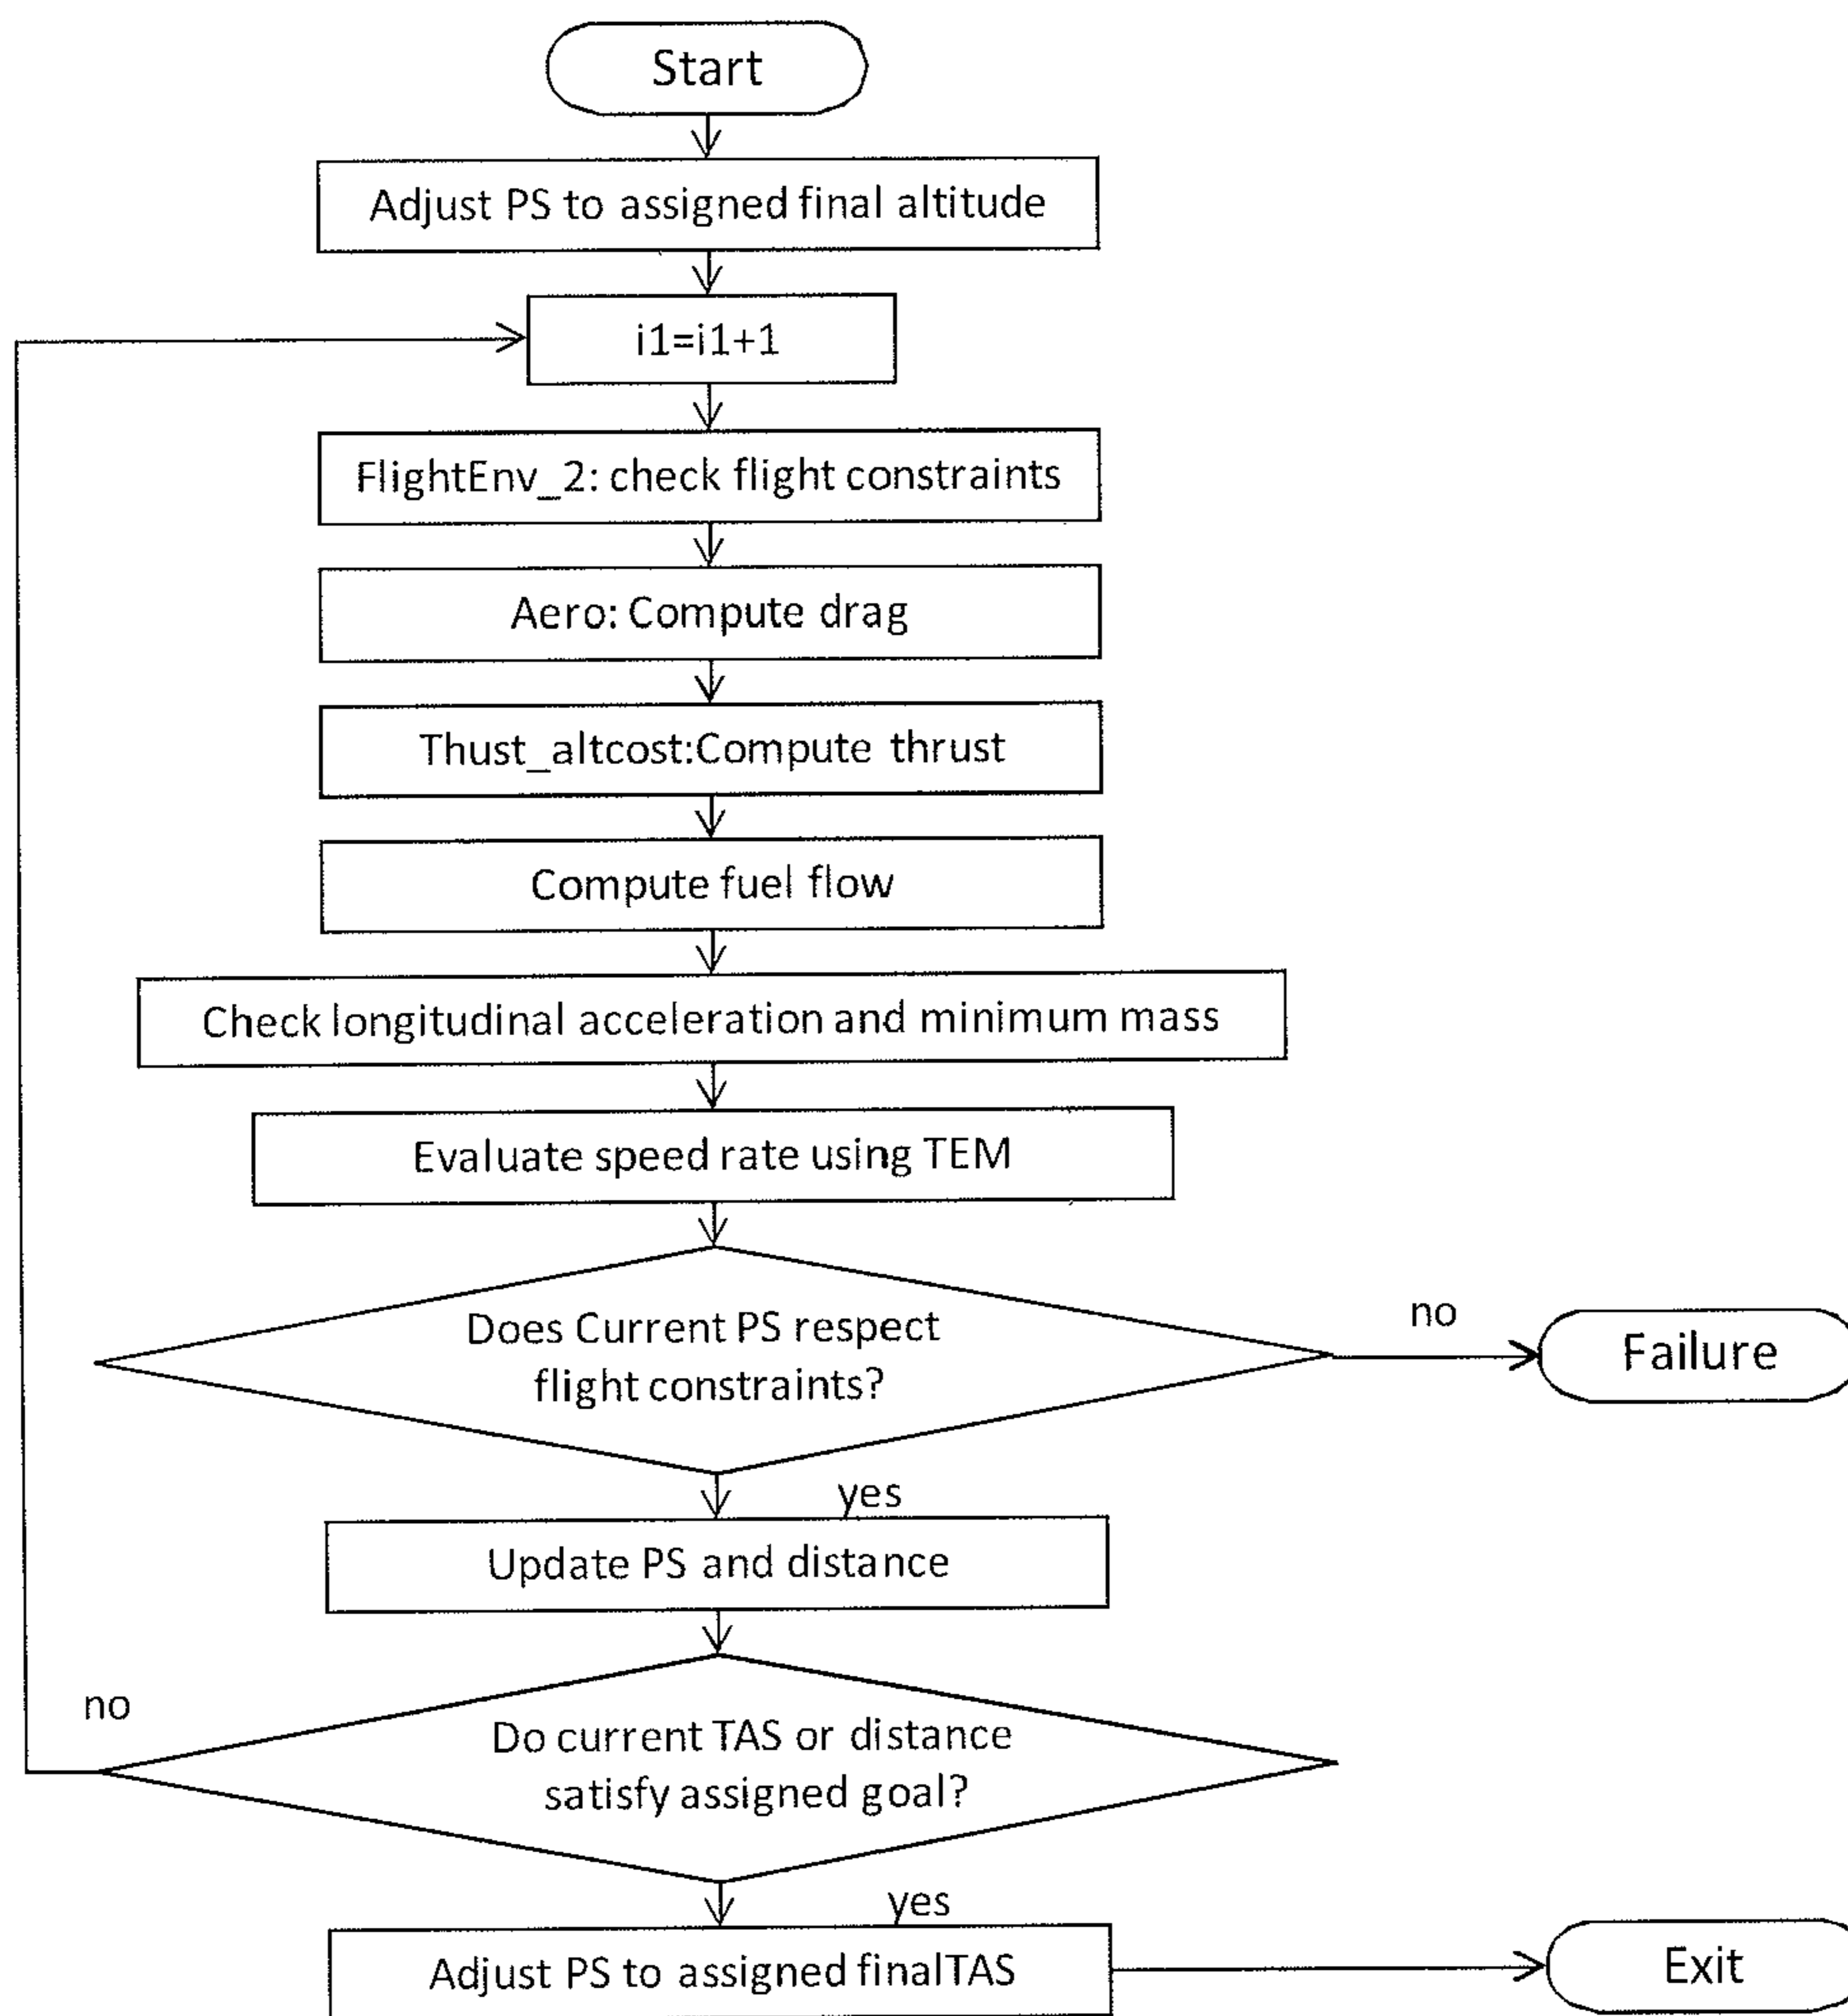 Start
Adjust PS to assigned final altitude
i1=i1+1
FlightEnv_2: check flight constraints
Aero: Compute drag
Thust_altcost:Compute thrust
Compute fuel flow
Check longitudinal acceleration and minimum mass
Evaluate speed rate using TEM
Does Current PS respect
flight constraints?
no
Failure
yes
Update PS and distance
no
Do current TAS or distance
satisfy assigned goal?
yes
Adjust PS to assigned finalTAS
Exit